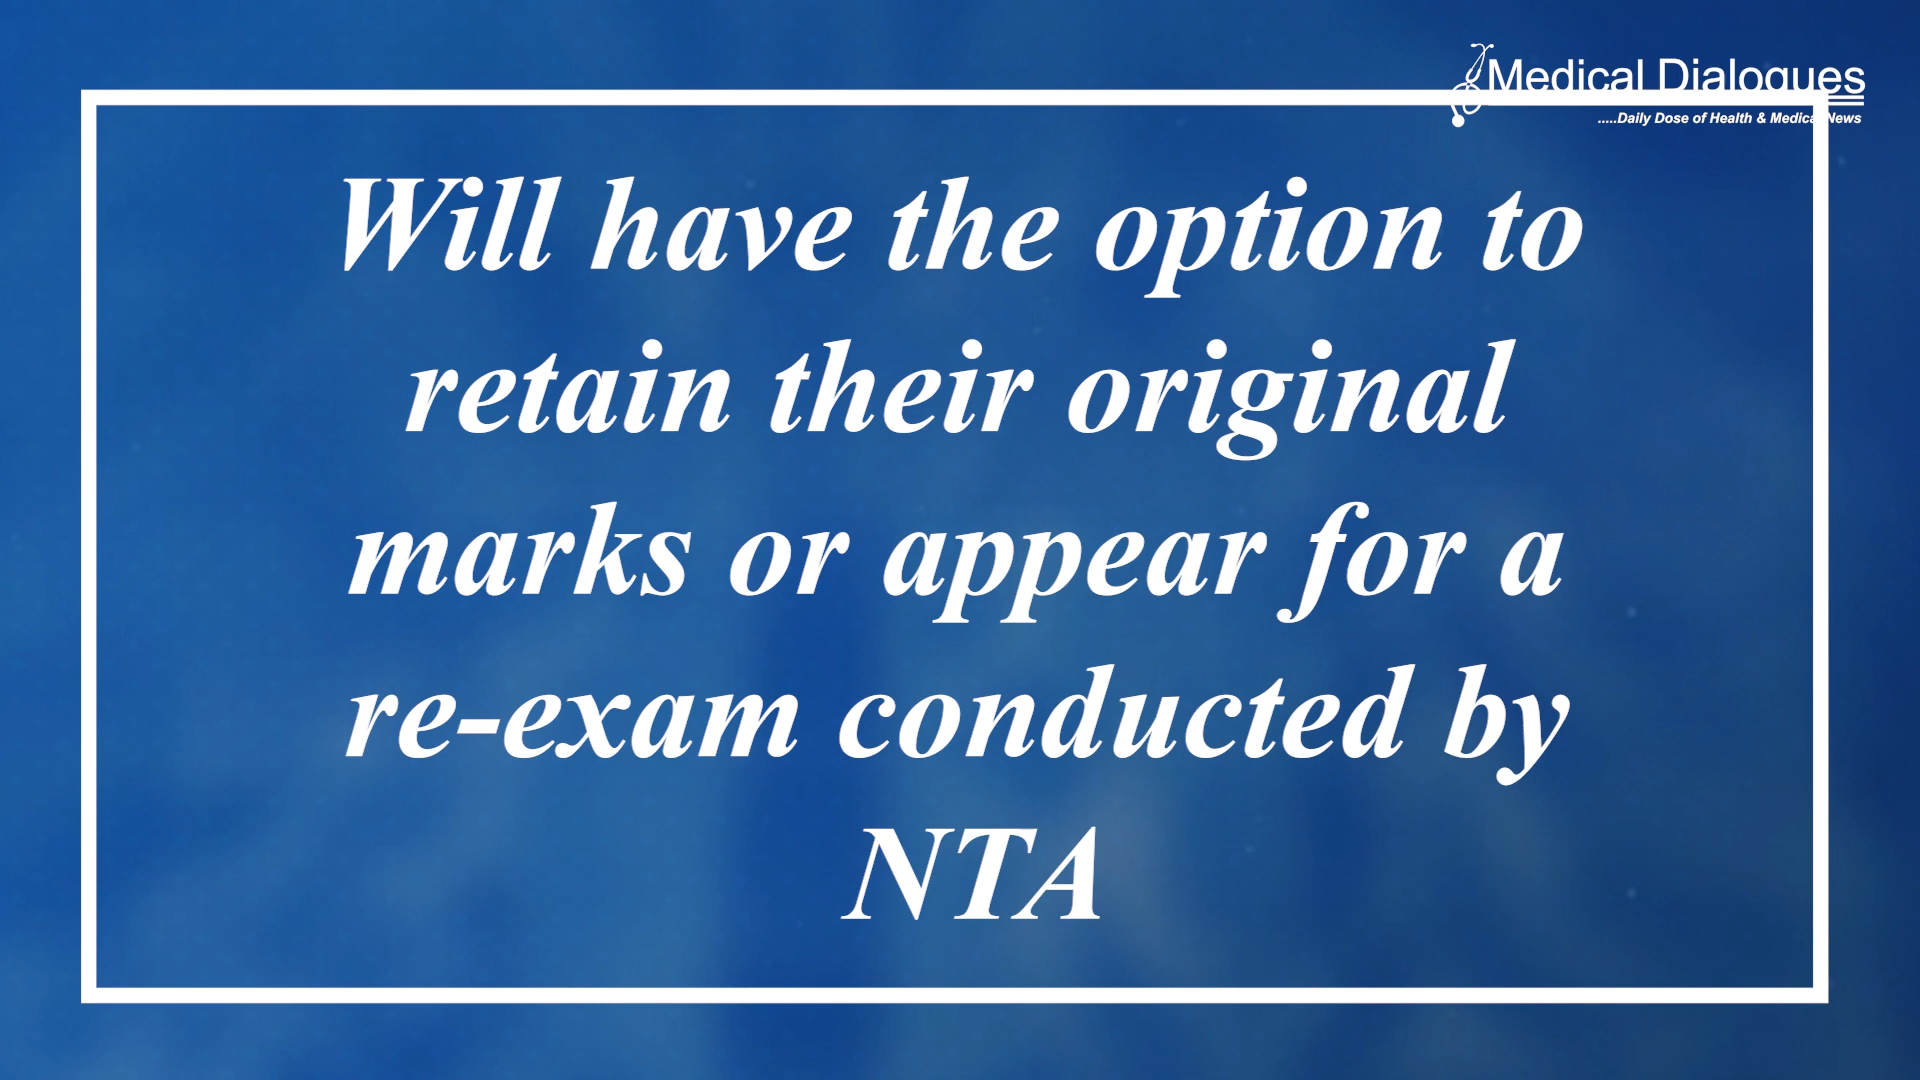 Medical Dialogues
.....Daily Dose of Health & Medical News
Will have the option to
retain their original
marks or appear for a
re-exam conducted by
NTA